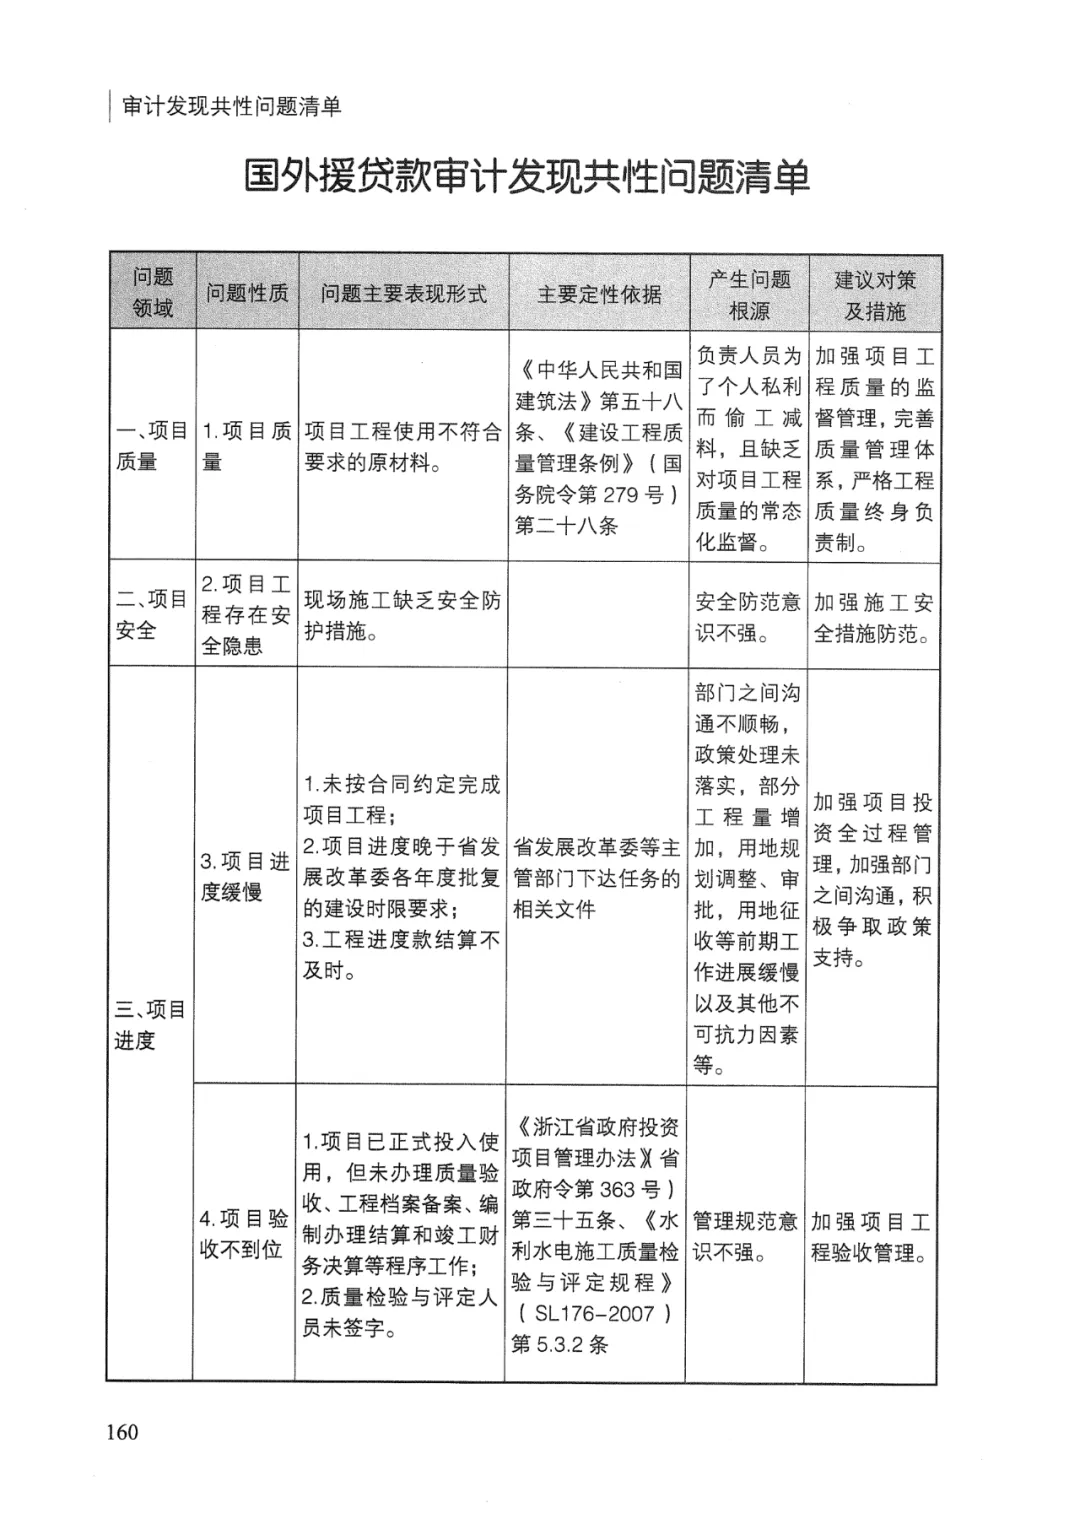 审计发现共性问题清单
国外援贷款审计发现共性问题清单
问题
领域
问题性质
问题主要表现形式
主要定性依据
产生问题
根源
建议对策
及措施
一、项目
质量
1.项目质
量
项目工程使用不符合
要求的原材料。
《中华人民共和国
建筑法》第五十八
条、《建设工程质
量管理条例》(国
务院令第279号)
第二十八条
负责人员为
了个人私利
而偷工减
料，且缺乏
对项目工程
质量的常态
化监督。
加强项目工
程质量的监
督管理，完善
质量管理体
系，严格工程
质量终身负
责制。
二、项目
安全
2.项目工
程存在安
全隐患
现场施工缺乏安全防
护措施。
安全防范意
识不强。
加强施工安
全措施防范。
三、项目
进度
3.项目进
度缓慢
1.未按合同约定完成
项目工程；
2.项目进度晚于省发
展改革委各年度批复
的建设时限要求；
3.工程进度款结算不
及时。
省发展改革委等主
管部门下达任务的
相关文件
部门之间沟
通不顺畅，
政策处理未
落实，部分
工程量增
加，用地规
划调整、审
批，用地征
收等前期工
作进展缓慢
以及其他不
可抗力因素
等。
加强项目投
资全过程管
理，加强部门
之间沟通，积
极争取政策
支持。
4.项目验
收不到位
1.项目已正式投入使
用，但未办理质量验
收、工程档案备案、编
制办理结算和竣工财
务决算等程序工作；
2.质量检验与评定人
员未签字。
《浙江省政府投资
项目管理办法》(省
政府令第363号)
第三十五条、《水
利水电施工质量检
验与评定规程》
(SL176-2007)
第5.3.2条
管理规范意
识不强。
加强项目工
程验收管理。
160